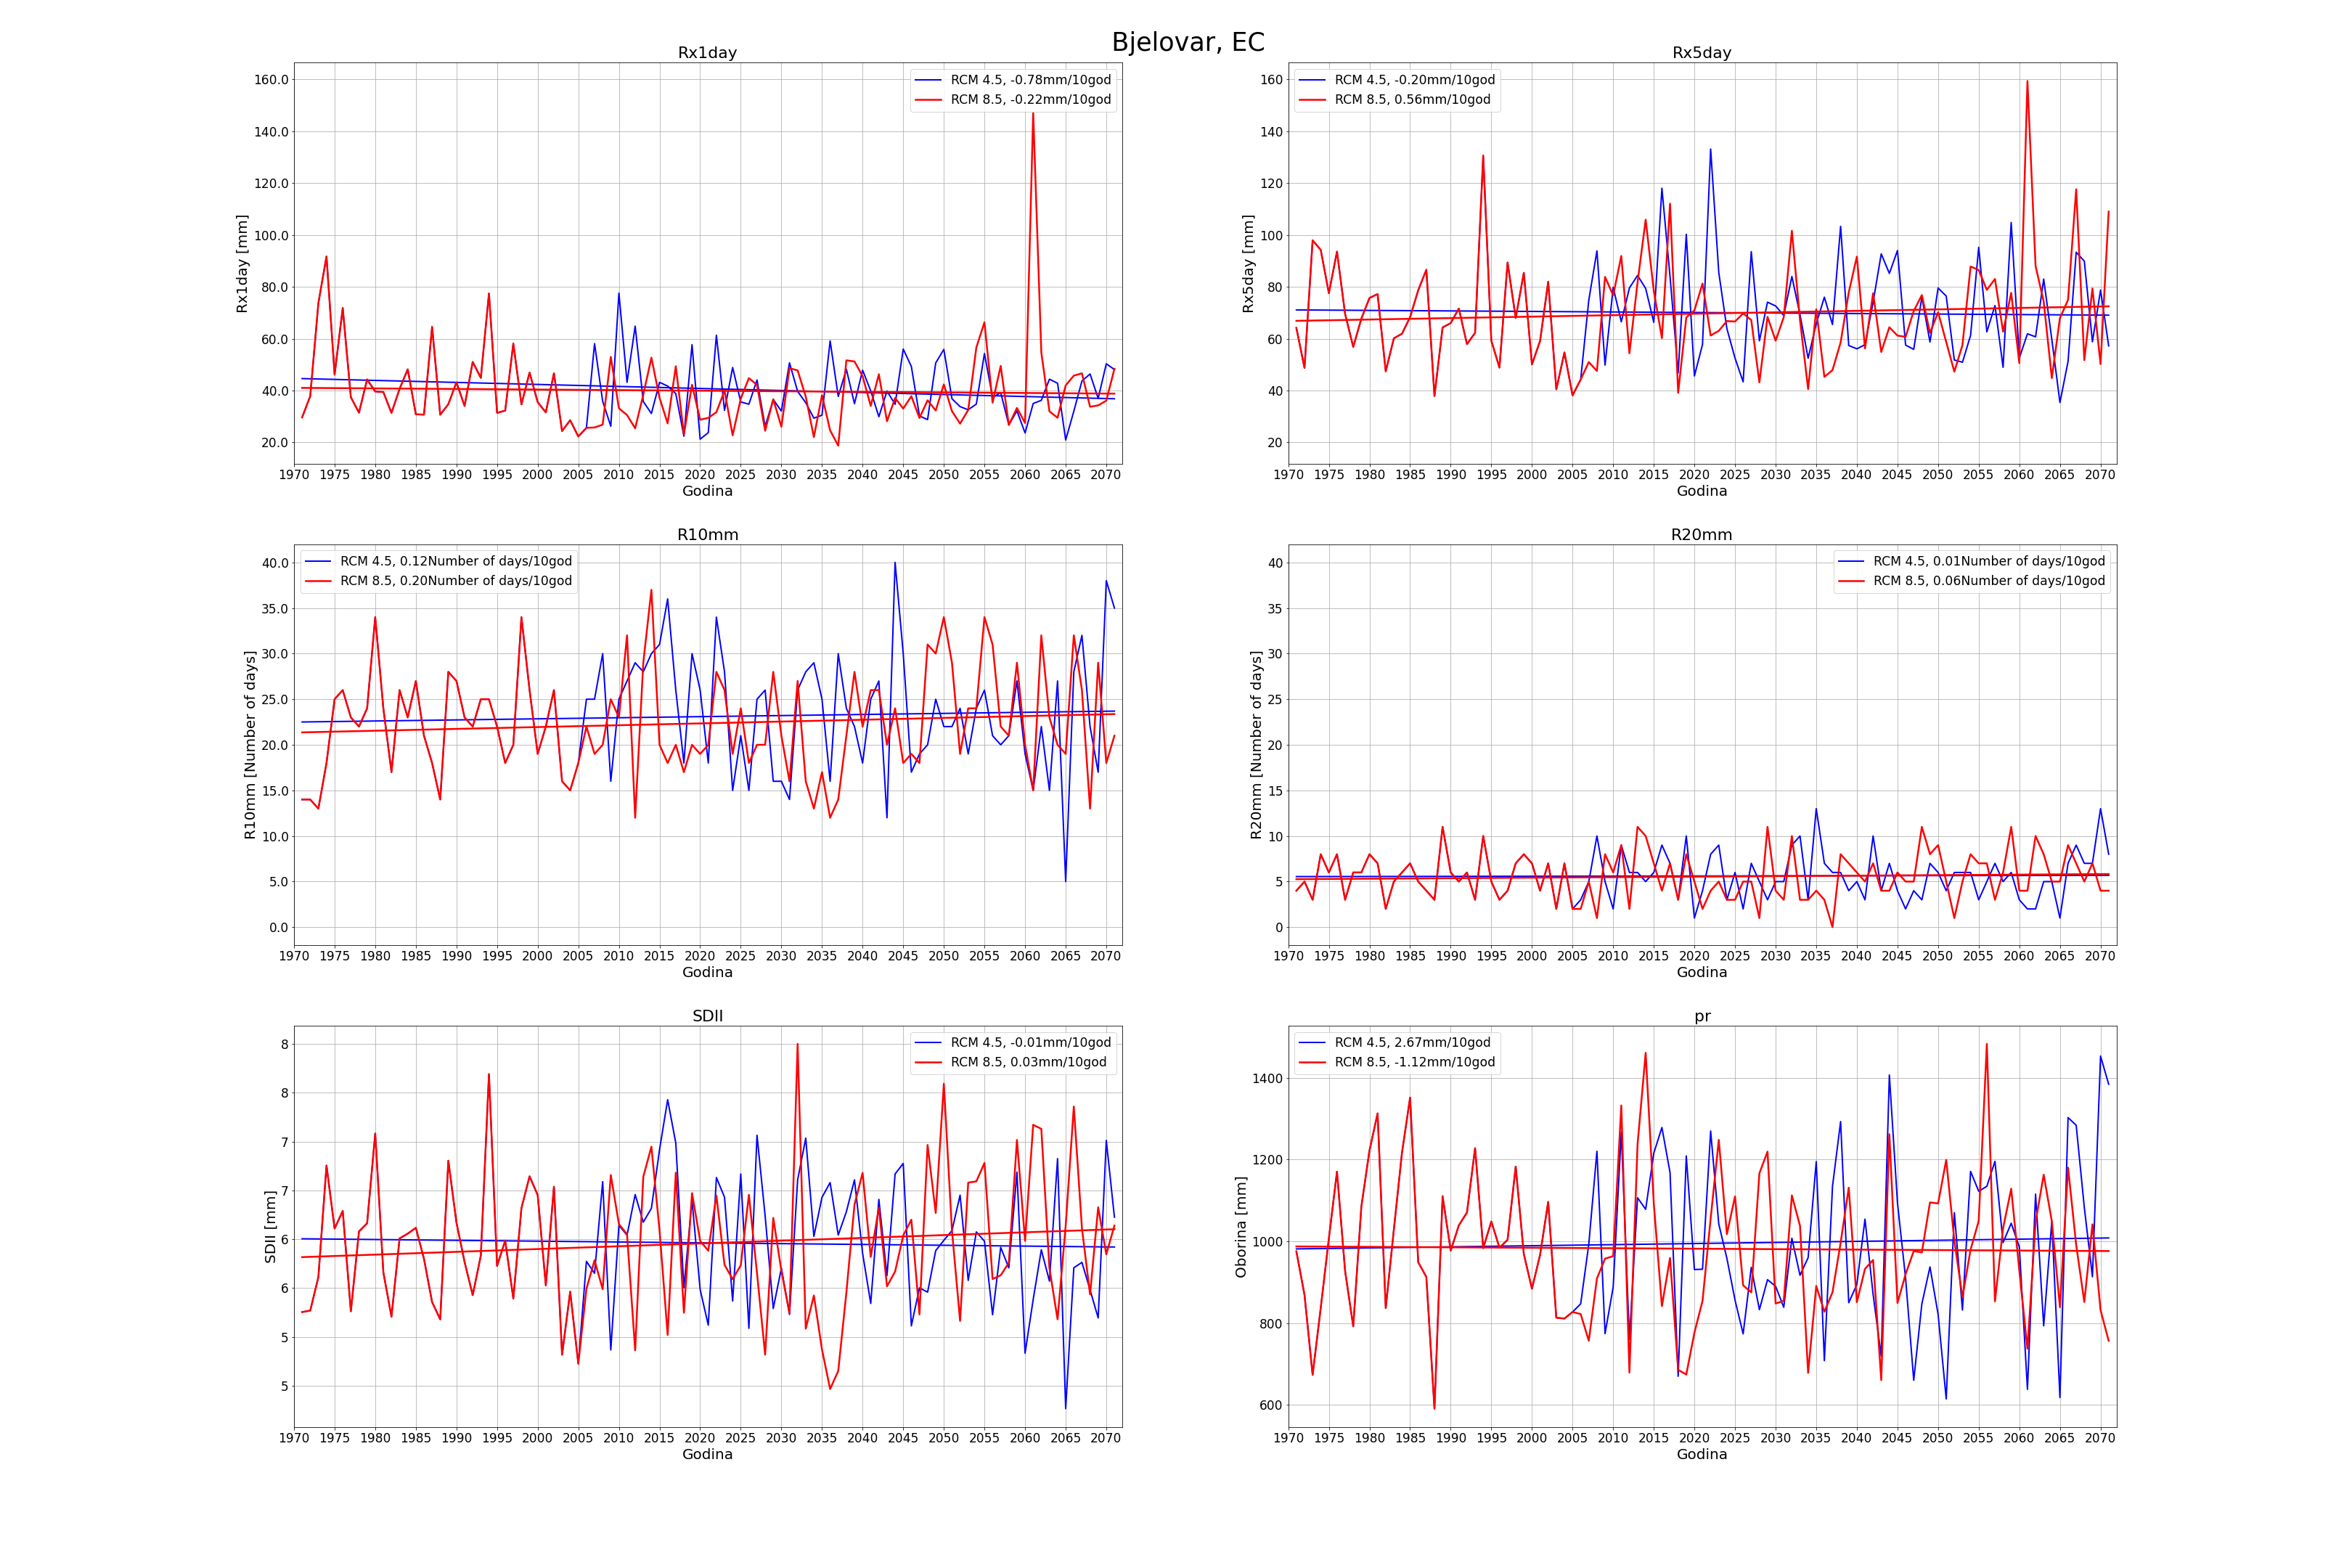 Bjelovar, EC
Rx1day
RCM 4.5, -0.78mm/10god
RCM 8.5, -0.22mm/10god
Rx1day [mm]
160.0
140.0
120.0
100.0
80.0
60.0
40.0
20.0
1970 1975 1980 1985 1990 1995 2000 2005 2010 2015 2020 2025 2030 2035 2040 2045 2050 2055 2060 2065 2070
Godina
Rx5day
RCM 4.5, -0.20mm/10god
RCM 8.5, 0.56mm/10god
Rx5day [mm]
160
140
120
100
80
60
40
20
1970 1975 1980 1985 1990 1995 2000 2005 2010 2015 2020 2025 2030 2035 2040 2045 2050 2055 2060 2065 2070
Godina
R10mm
RCM 4.5, 0.12Number of days/10god
RCM 8.5, 0.20Number of days/10god
R10mm [Number of days]
40.0
35.0
30.0
25.0
20.0
15.0
10.0
5.0
0.0
1970 1975 1980 1985 1990 1995 2000 2005 2010 2015 2020 2025 2030 2035 2040 2045 2050 2055 2060 2065 2070
Godina
R20mm
RCM 4.5, 0.01Number of days/10god
RCM 8.5, 0.06Number of days/10god
R20mm [Number of days]
40
35
30
25
20
15
10
5
0
1970 1975 1980 1985 1990 1995 2000 2005 2010 2015 2020 2025 2030 2035 2040 2045 2050 2055 2060 2065 2070
Godina
SDII
RCM 4.5, -0.01mm/10god
RCM 8.5, 0.03mm/10god
SDII [mm]
8
8
7
7
6
6
5
5
1970 1975 1980 1985 1990 1995 2000 2005 2010 2015 2020 2025 2030 2035 2040 2045 2050 2055 2060 2065 2070
Godina
pr
RCM 4.5, 2.67mm/10god
RCM 8.5, -1.12mm/10god
Oborina [mm]
1400
1200
1000
800
600
1970 1975 1980 1985 1990 1995 2000 2005 2010 2015 2020 2025 2030 2035 2040 2045 2050 2055 2060 2065 2070
Godina